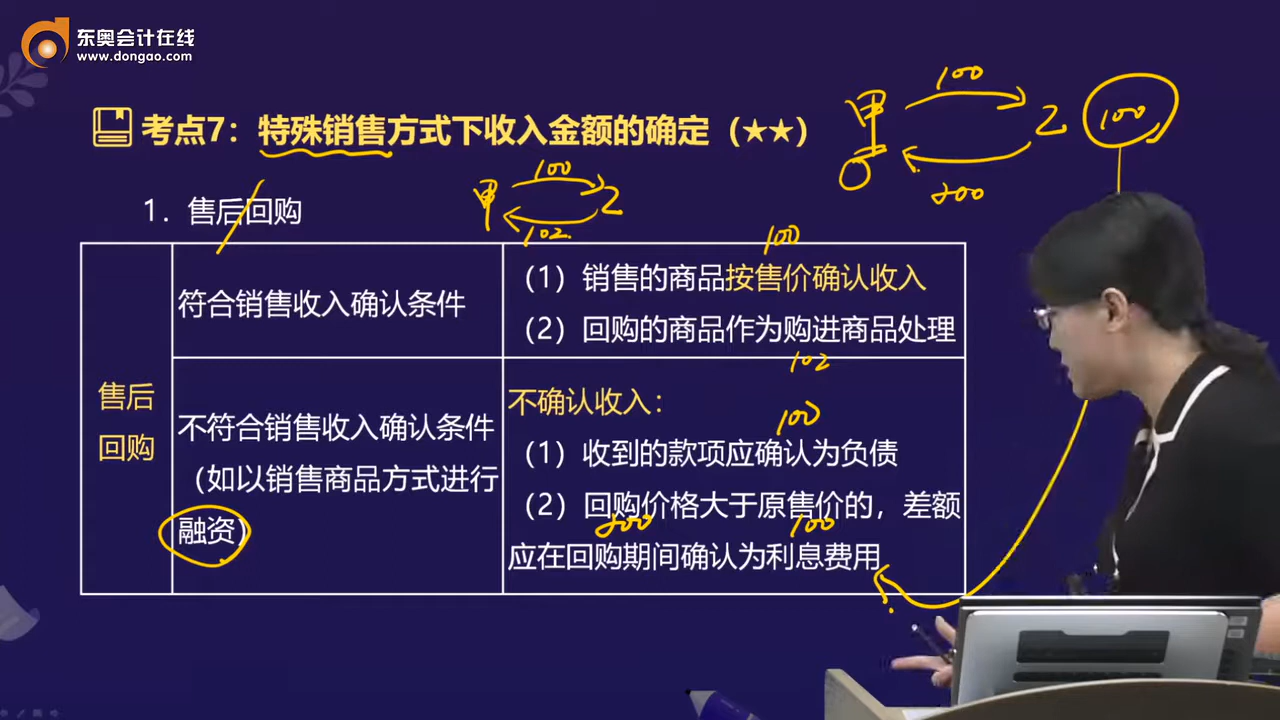 东奥会计在线
www.dongao.com
考点7：特殊销售方式下收入金额的确定（★★）
甲
100
乙
200
100
1．售后回购
甲
100
乙
102
售后
回购
符合销售收入确认条件
100
（1）销售的商品按售价确认收入
（2）回购的商品作为购进商品处理
102
不符合销售收入确认条件
（如以销售商品方式进行
融资）
不确认收入：
100
（1）收到的款项应确认为负债
（2）回购价格大于原售价的，差额
200
100
应在回购期间确认为利息费用